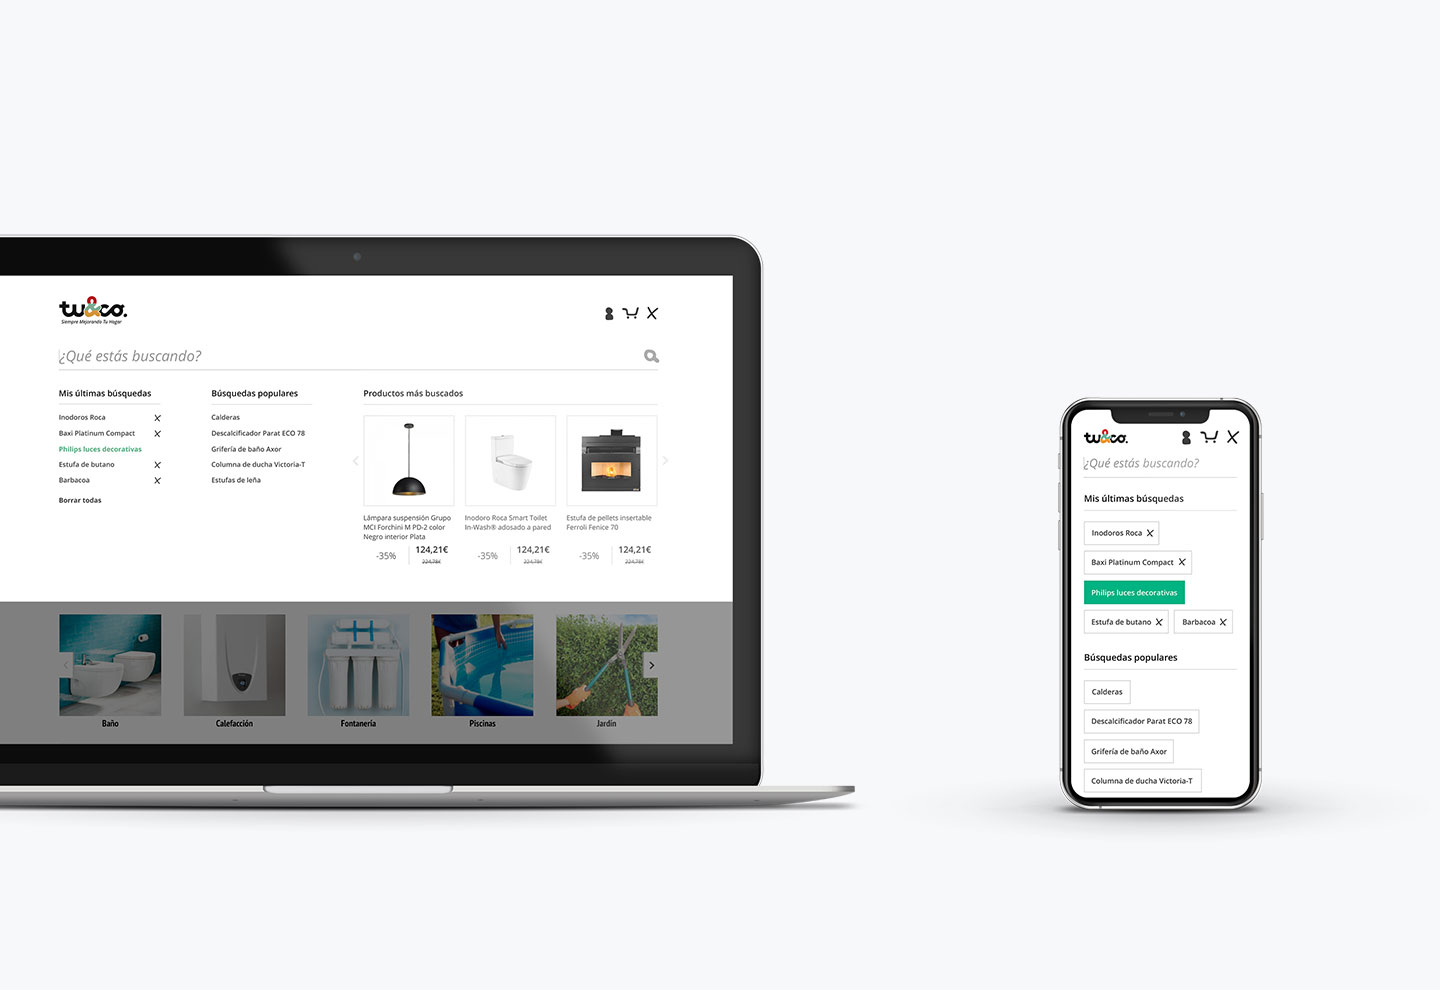 tu&co.
Siempre Mejorando Tu Hogar
¿Qué estás buscando?
Mis últimas búsquedas
Inodoros Roca
Baxi Platinum Compact
Philips luces decorativas
Estufa de butano
Barbacoa
Borrar todas
Búsquedas populares
Calderas
Descalcificador Parat ECO 78
Grifería de baño Axor
Columna de ducha Victoria-T
Estufas de leña
Productos más buscados
Lámpara suspensión Grupo
MCI Forchini M PD-2 color
Negro interior Plata
-35%
124,21€
224,78€
Inodoro Roca Smart Toilet
In-Wash® adosado a pared
-35%
124,21€
224,78€
Estufa de pellets insertable
Ferroli Fenice 70
-35%
124,21€
224,78€
Baño
Calefacción
Fontanería
Piscinas
Jardín
tu&co.
¿Qué estás buscando?
Mis últimas búsquedas
Inodoros Roca
Baxi Platinum Compact
Philips luces decorativas
Estufa de butano
Barbacoa
Búsquedas populares
Calderas
Descalcificador Parat ECO 78
Grifería de baño Axor
Columna de ducha Victoria-T